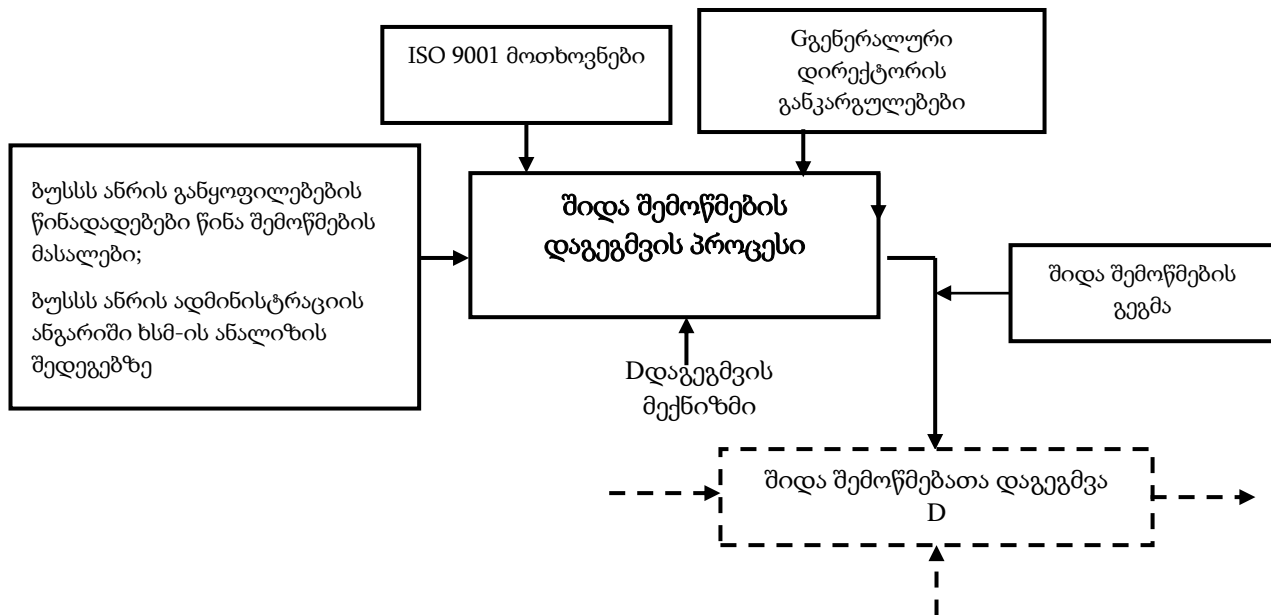 ISO 9001 მოთხოვნები
Gგენერალური
დირექტორის
განკარგულებები
ბუსსს ანრის განყოფილებების
წინადადებები წინა შემოწმების
მასალები;
ბუსსს ანრის ადმინისტრაციის
ანგარიში ხსმ-ის ანალიზის
შედეგებზე
შიდა შემოწმების
დაგეგმვის პროცესი
შიდა შემოწმების
გეგმა
Dდაგეგმვის
მექნიზმი
შიდა შემოწმებათა დაგეგმვა
D